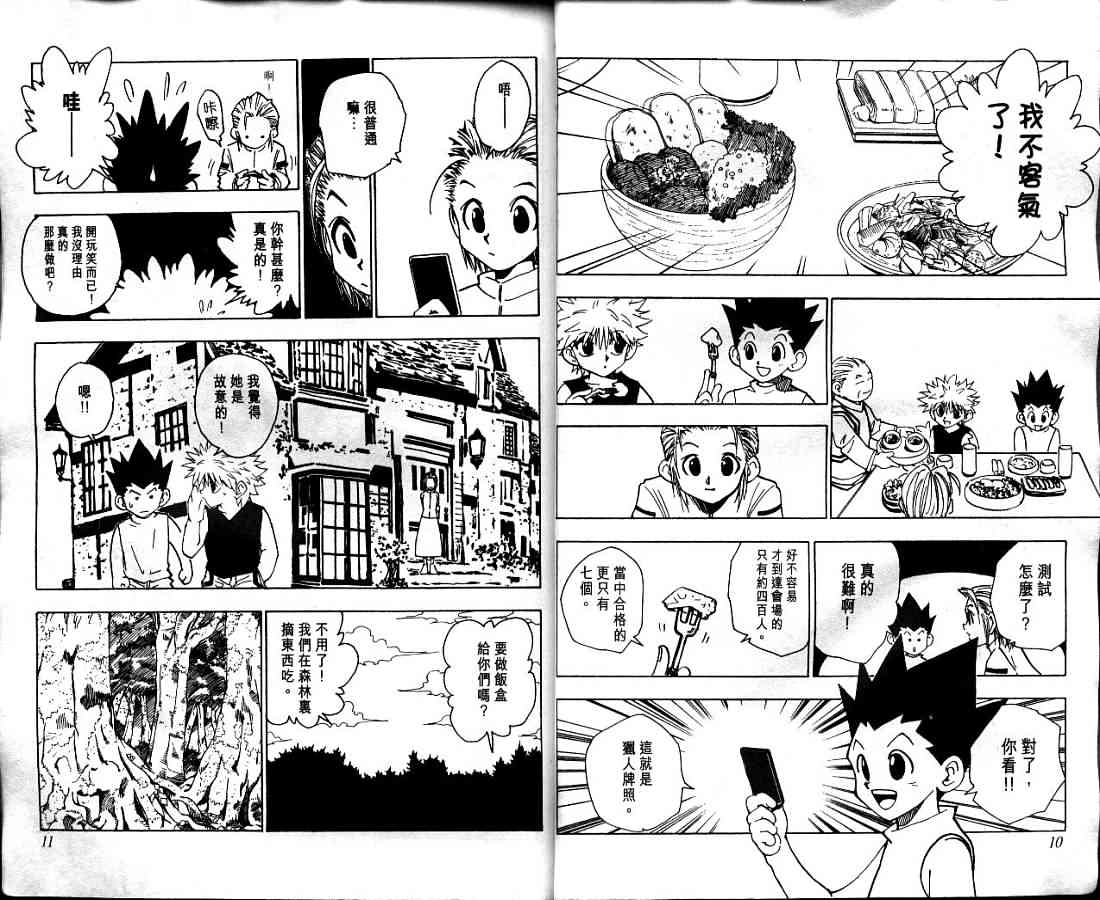 我不客氣
了！
測試
怎麼了？
真的
很難啊！
好不容易
才到達會場的
只有約四百人。
當中合格的
更只有
七個。
對了，
你看!!
這就是
獵人牌照。
10
唔—
很普通
嘛…
啊
咔嚓
哇—
你幹甚麼？
真是的！
開玩笑而已！
我沒理由
真的
那麼做吧？
我覺得
她是
故意的！
嗯!!
要做飯盒
給你們嗎？
不用了！
我們在森林裏
摘東西吃。
11